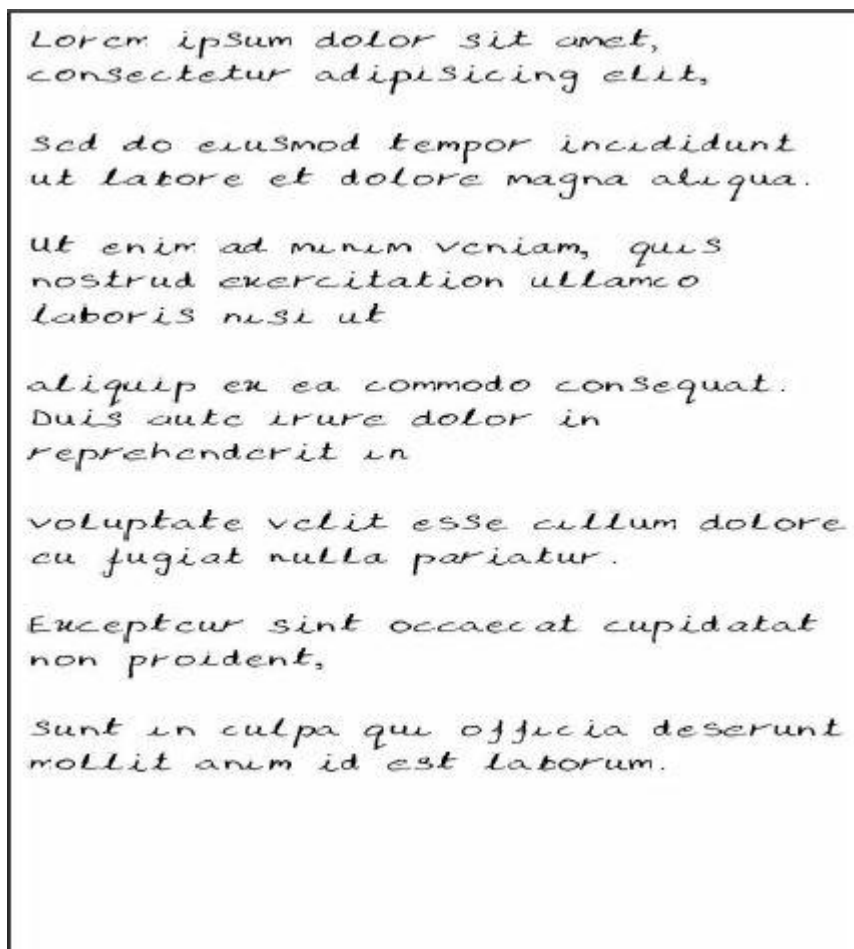 Lorem ipsum dolor sit amet,
consectetur adipisicing elit,
sed do eiusmod tempor incididunt
ut labore et dolore magna aliqua.
Ut enim ad minim veniam, quis
nostrud exercitation ullamco
laboris nisi ut
aliquip ex ea commodo consequat.
Duis aute irure dolor in
reprehenderit in
voluptate velit esse cillum dolore
eu fugiat nulla pariatur.
Excepteur sint occaecat cupidatat
non proident,
sunt in culpa qui officia deserunt
mollit anim id est laborum.